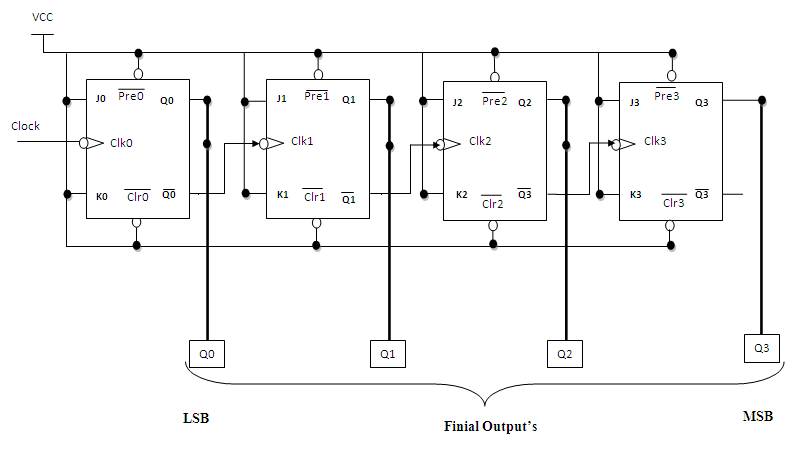 VCC
J0 Pre0 Q0
J1 Pre1 Q1
J2 Pre2 Q2
J3 Pre3 Q3
Clock
Clk0
Clk1
Clk2
Clk3
K0 Clr0 Q0
K1 Clr1 Q1
K2 Clr2 Q3
K3 Clr3 Q3
Q0
Q1
Q2
Q3
LSB
Finial Output's
MSB